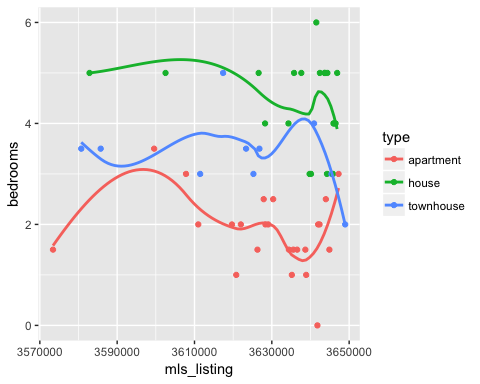 6
4
2
0
bedrooms
3570000 3590000 3610000 3630000 3650000
mls_listing
type
apartment
house
townhouse